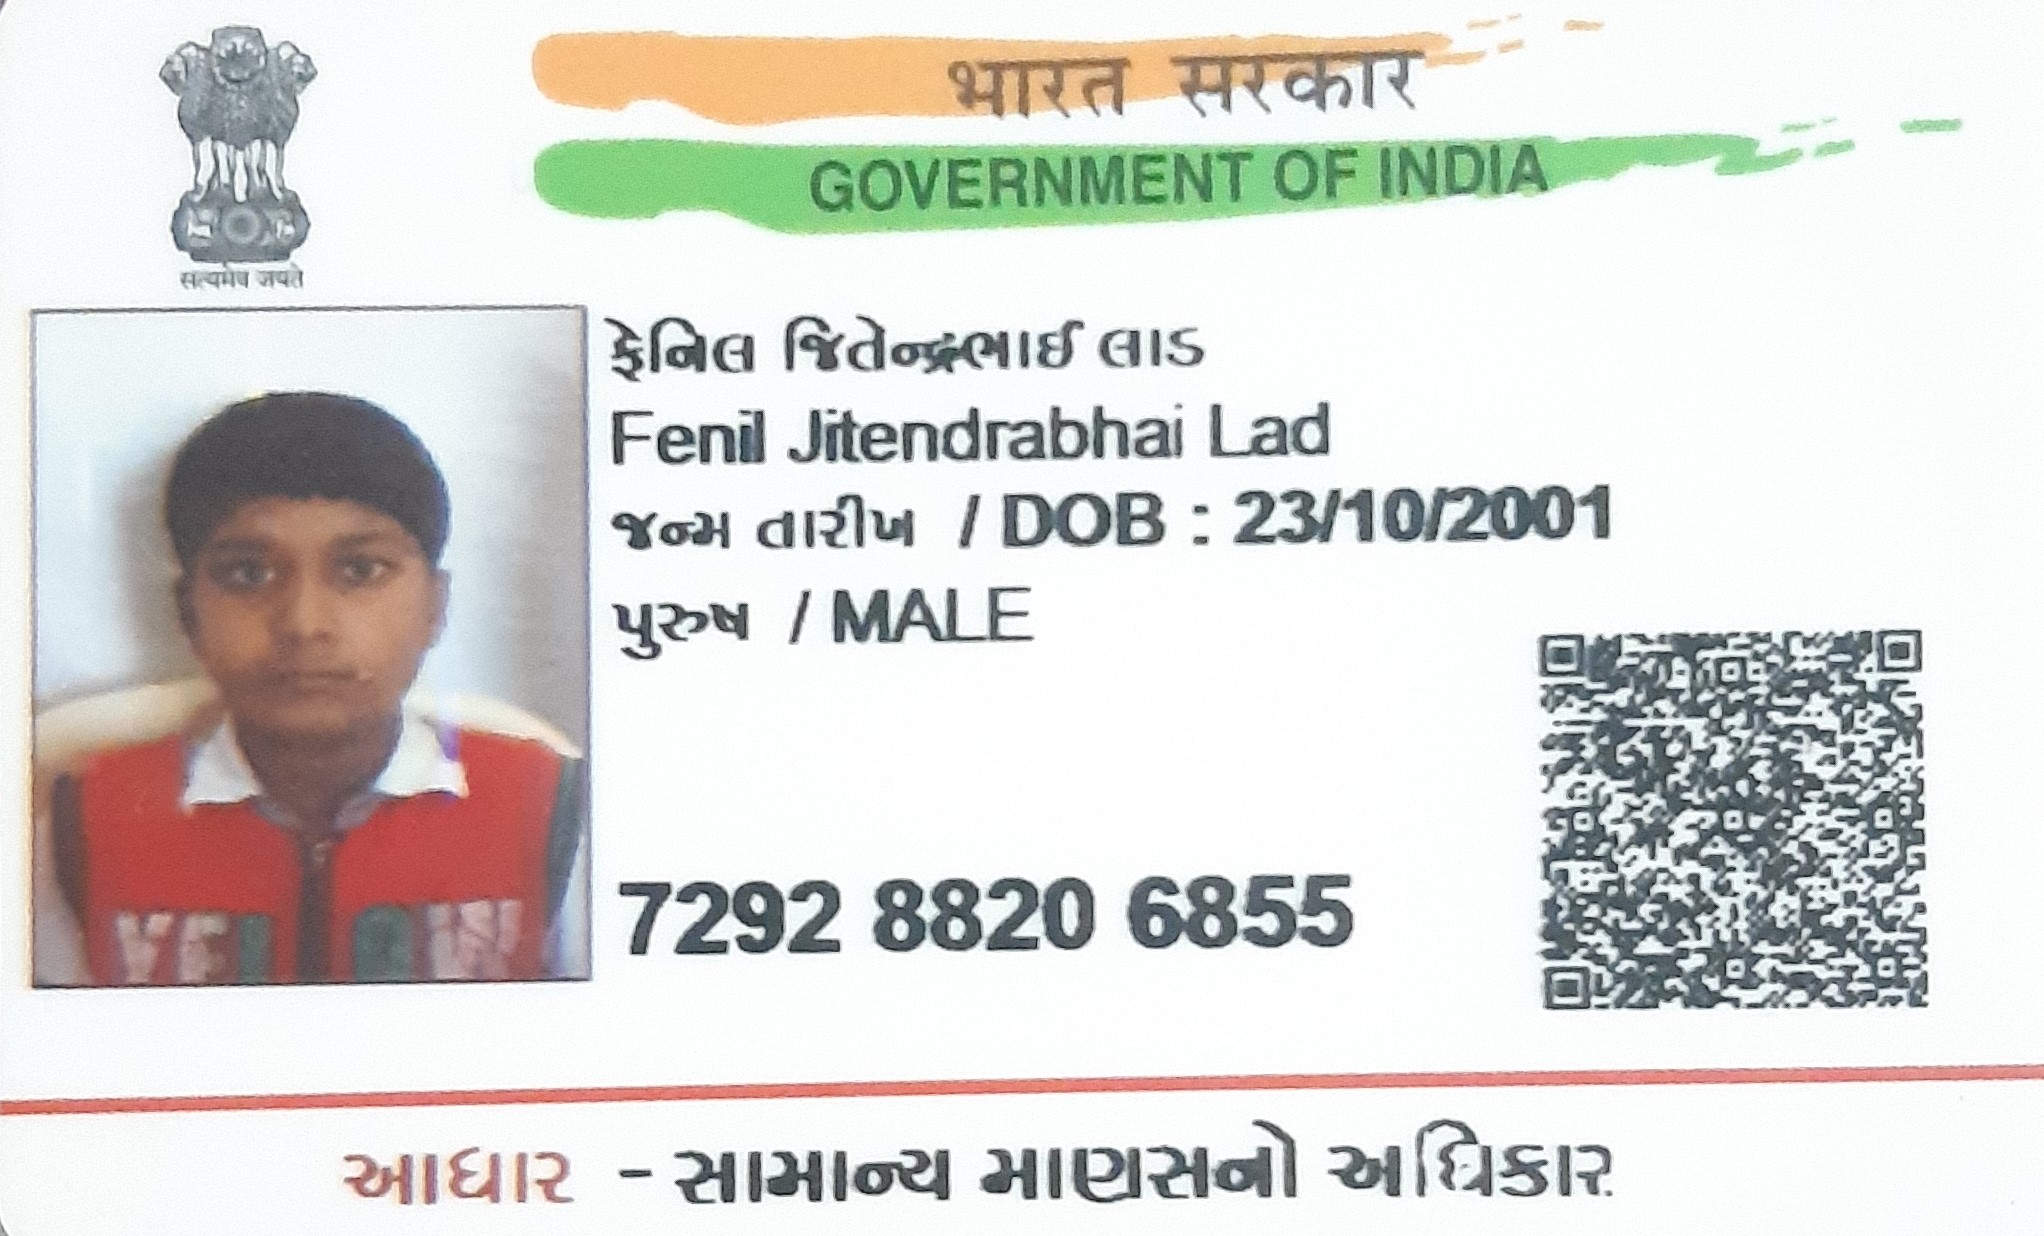 भारत सरकार
GOVERNMENT OF INDIA
सत्यमेव जयते
ફેનિલ જિતેન્દ્રભાઈ લાડ
Fenil Jitendrabhai Lad
જન્મ તારીખ / DOB : 23/10/2001
પુરુષ / MALE
YELLOW
7292 8820 6855
આધાર - સામાન્ય માણસનો અધિકાર